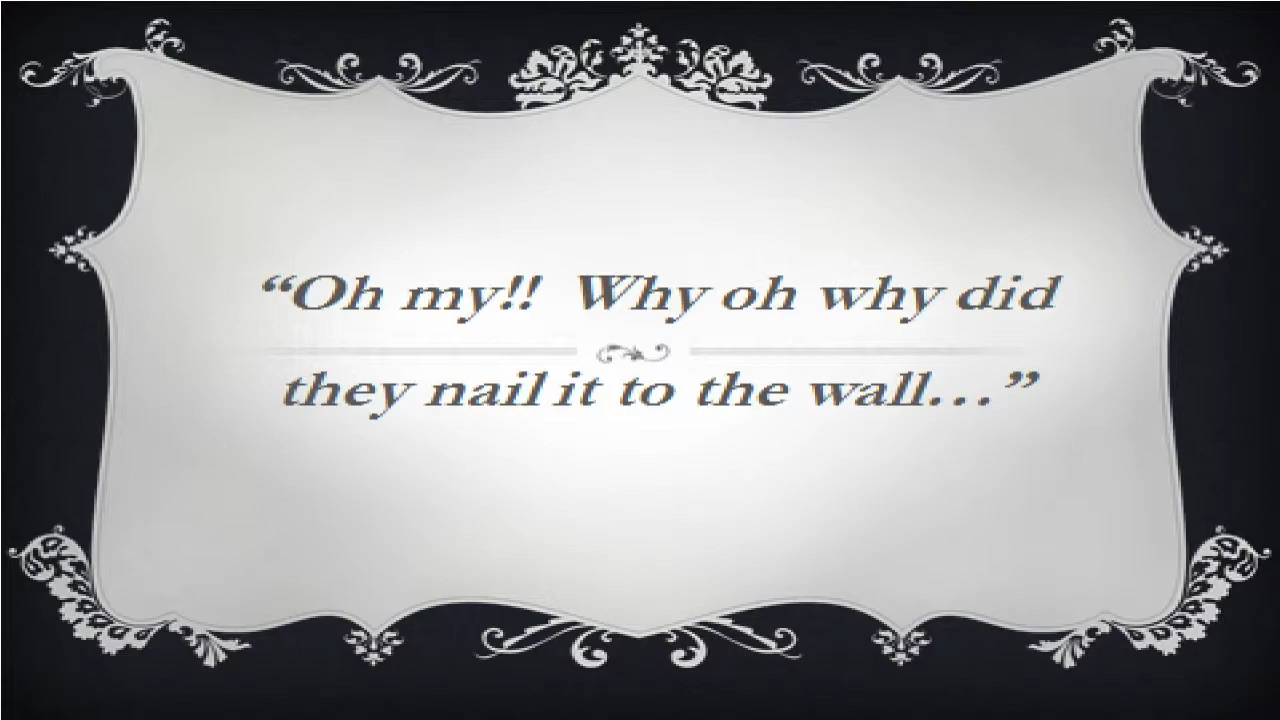 “Oh my!!  Why oh why did
they nail it to the wall…”